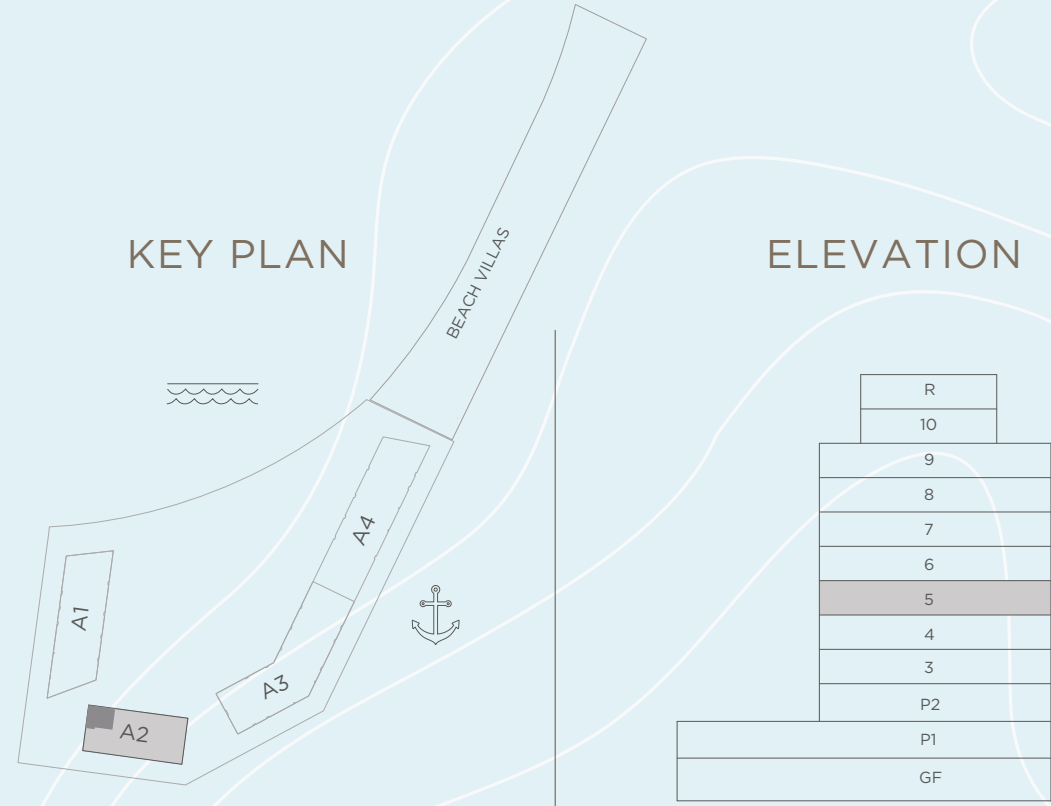 KEY PLAN
BEACH VILLAS
A4
A1
A3
A2
ELEVATION
R
10
9
8
7
6
5
4
3
P2
P1
GF